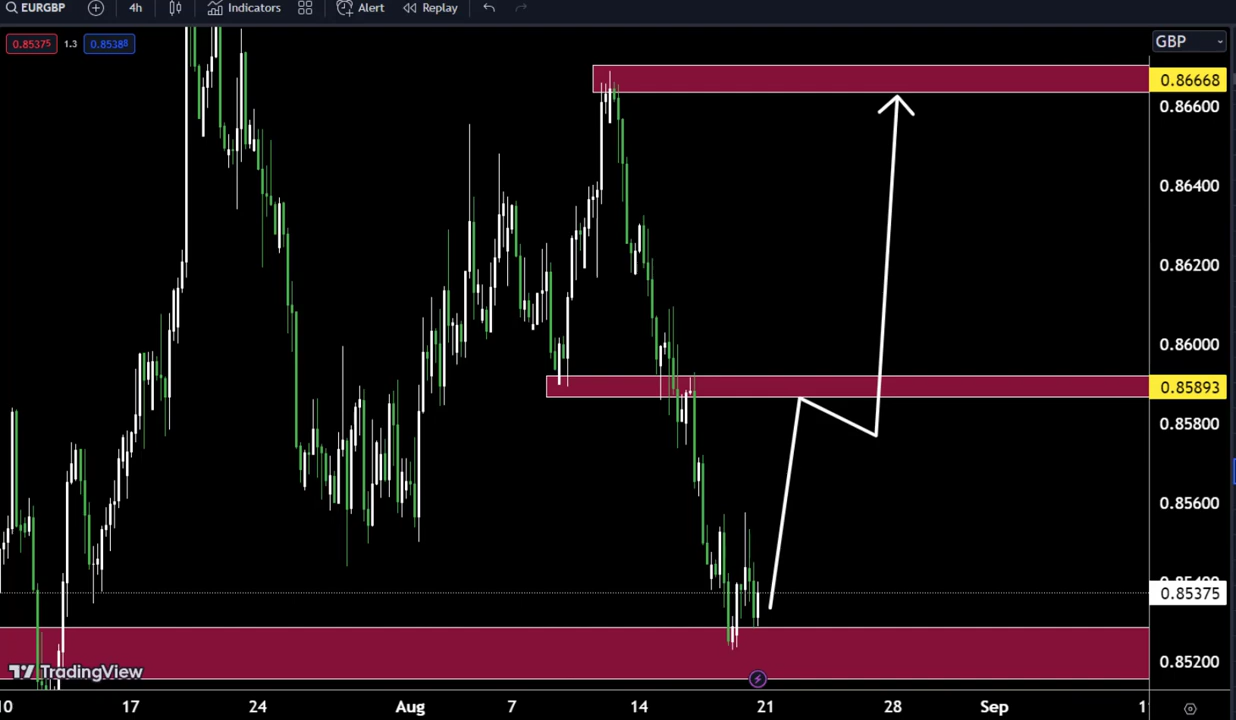 EURGBP 4h Indicators Alert Replay
0.85375 1.3 0.85388
GBP
0.86668
0.86600
0.86400
0.86200
0.86000
0.85893
0.85800
0.85600
0.85400
0.85375
0.85200
TradingView
10 17 24 Aug 7 14 21 28 Sep